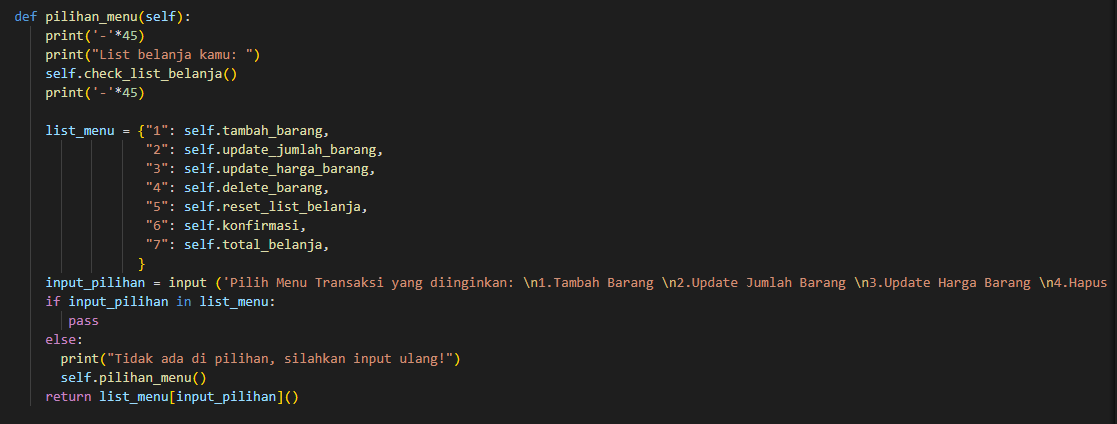 def pilihan_menu(self):
    print('-'*45)
    print("List belanja kamu: ")
    self.check_list_belanja()
    print('-'*45)

    list_menu = {"1": self.tambah_barang,
                 "2": self.update_jumlah_barang,
                 "3": self.update_harga_barang,
                 "4": self.delete_barang,
                 "5": self.reset_list_belanja,
                 "6": self.konfirmasi,
                 "7": self.total_belanja,
                }
    input_pilihan = input ('Pilih Menu Transaksi yang diinginkan: \n1.Tambah Barang \n2.Update Jumlah Barang \n3.Update Harga Barang \n4.Hapus
    if input_pilihan in list_menu:
       pass
    else:
      print("Tidak ada di pilihan, silahkan input ulang!")
      self.pilihan_menu()
    return list_menu[input_pilihan]()